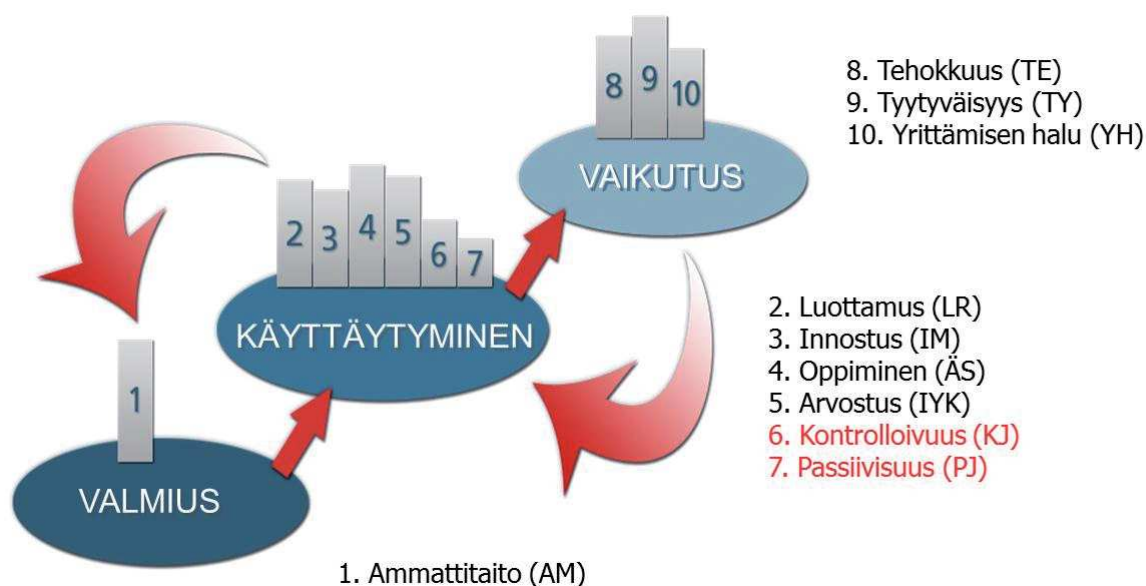 8
9
10
8. Tehokkuus (TE)
9. Tyytyväisyys (TY)
10. Yrittämisen halu (YH)
VAIKUTUS
2
3
4
5
6
7
KÄYTTÄYTYMINEN
2. Luottamus (LR)
3. Innostus (IM)
4. Oppiminen (ÄS)
5. Arvostus (IYK)
6. Kontrolloivuus (KJ)
7. Passiivisuus (PJ)
1
VALMIUS
1. Ammattitaito (AM)